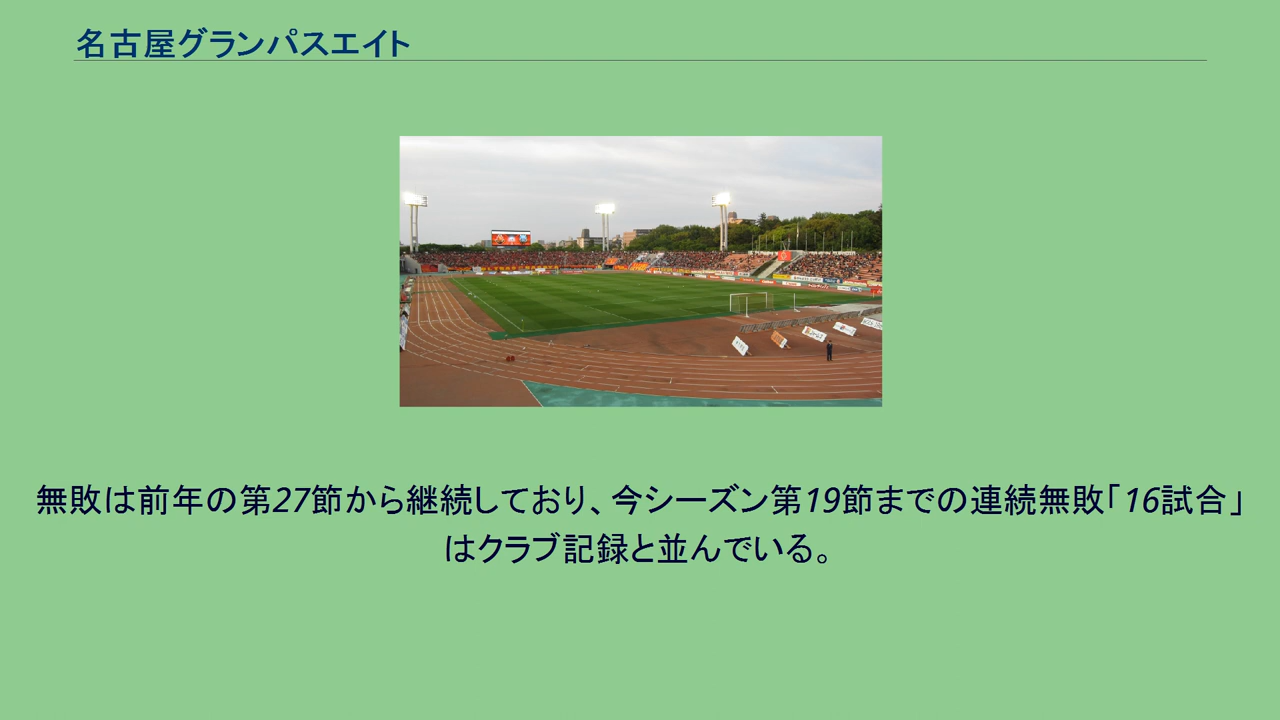 名古屋グランパスエイト
無敗は前年の第27節から継続しており、今シーズン第19節までの連続無敗「16試合」
はクラブ記録と並んでいる。